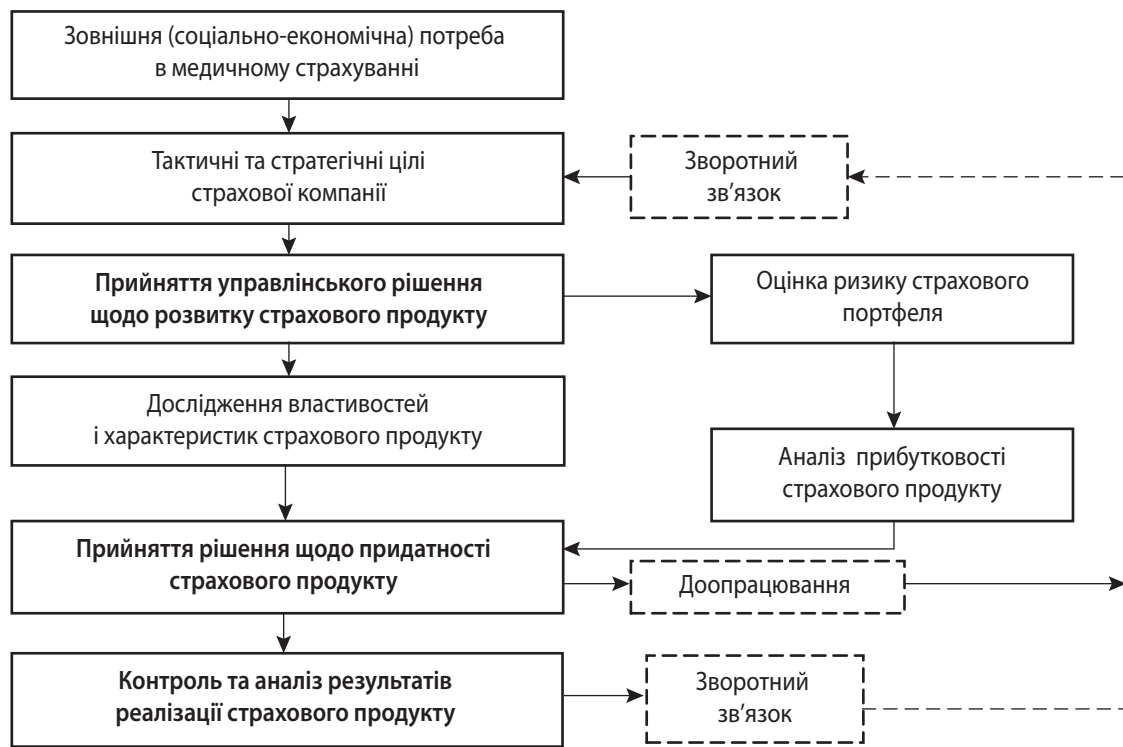 Зовнішня (соціально-економічна) потреба
в медичному страхуванні
Тактичні та стратегічні цілі
страхової компанії
Зворотний
зв’язок
Прийняття управлінського рішення
щодо розвитку страхового продукту
Оцінка ризику страхового
портфеля
Дослідження властивостей
і характеристик страхового продукту
Аналіз прибутковості
страхового продукту
Прийняття рішення щодо придатності
страхового продукту
Доопрацювання
Контроль та аналіз результатів
реалізації страхового продукту
Зворотний
зв’язок